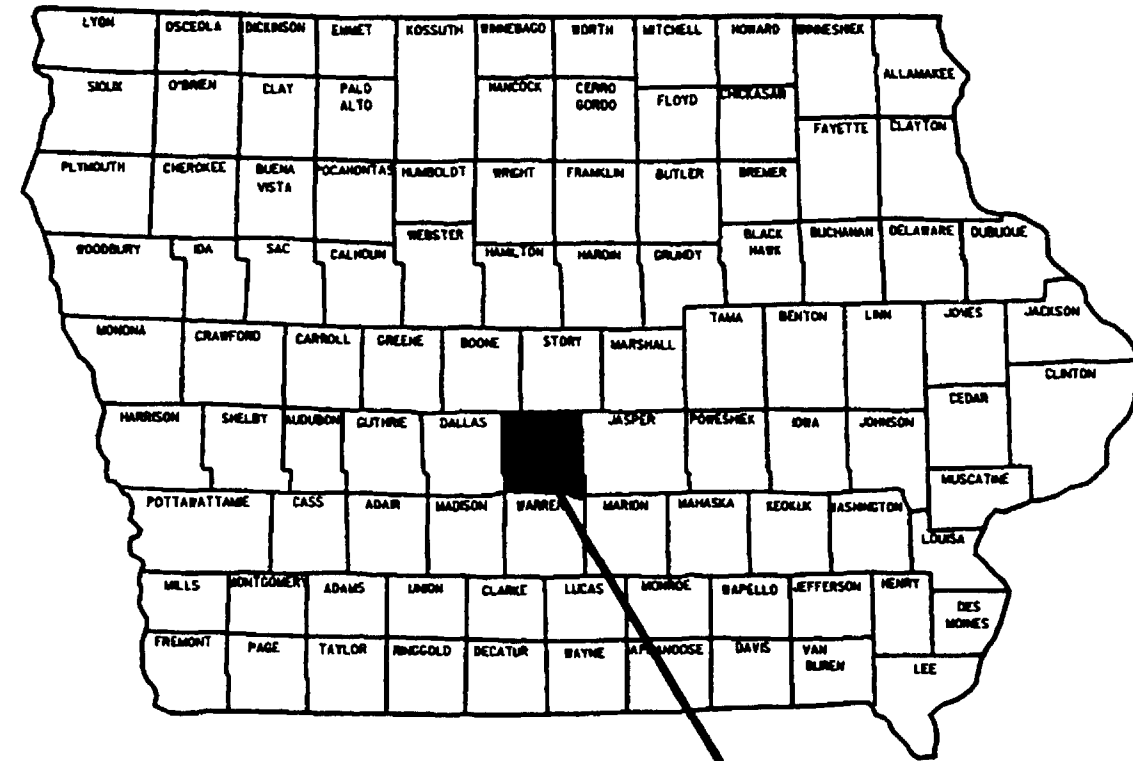 LYON
OSCEOLA
DICKINSON
EMMET
KOSSUTH
WINNEBAGO
WORTH
MITCHELL
HOWARD
WINNESHIEK
ALLAMAKEE
SIOUX
O'BRIEN
CLAY
PALO
ALTO
HANCOCK
CERRO
GORDO
FLOYD
CHICKASAW
FAYETTE
CLAYTON
PLYMOUTH
CHEROKEE
BUENA
VISTA
POCAHONTAS
HUMBOLDT
WRIGHT
FRANKLIN
BUTLER
BREMER
WOODBURY
IDA
SAC
CALHOUN
WEBSTER
HAMILTON
HARDIN
GRUNDY
BLACK
HAWK
BUCHANAN
DELAWARE
DUBUQUE
MONONA
CRAWFORD
CARROLL
GREENE
BOONE
STORY
MARSHALL
TAMA
BENTON
LINN
JONES
JACKSON
CLINTON
HARRISON
SHELBY
AUDUBON
GUTHRIE
DALLAS
JASPER
POWESHIEK
IOWA
JOHNSON
CEDAR
MUSCATINE
POTTAWATTAMIE
CASS
ADAIR
MADISON
WARREN
MARION
MAHASKA
KEOKUK
WASHINGTON
LOUISA
MILLS
MONTGOMERY
ADAMS
UNION
CLARKE
LUCAS
MONROE
WAPELLO
JEFFERSON
HENRY
DES
MOINES
FREMONT
PAGE
TAYLOR
RINGGOLD
DECATUR
WAYNE
APPANOOSE
DAVIS
VAN
BUREN
LEE